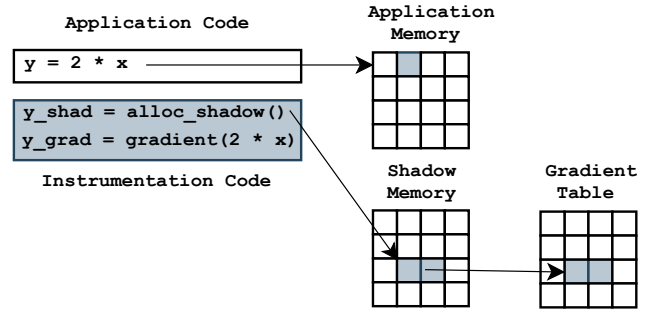 Application Code
Application
Memory
y = 2 * x
y_shad = alloc_shadow()
y_grad = gradient(2 * x)
Instrumentation Code
Shadow
Memory
Gradient
Table